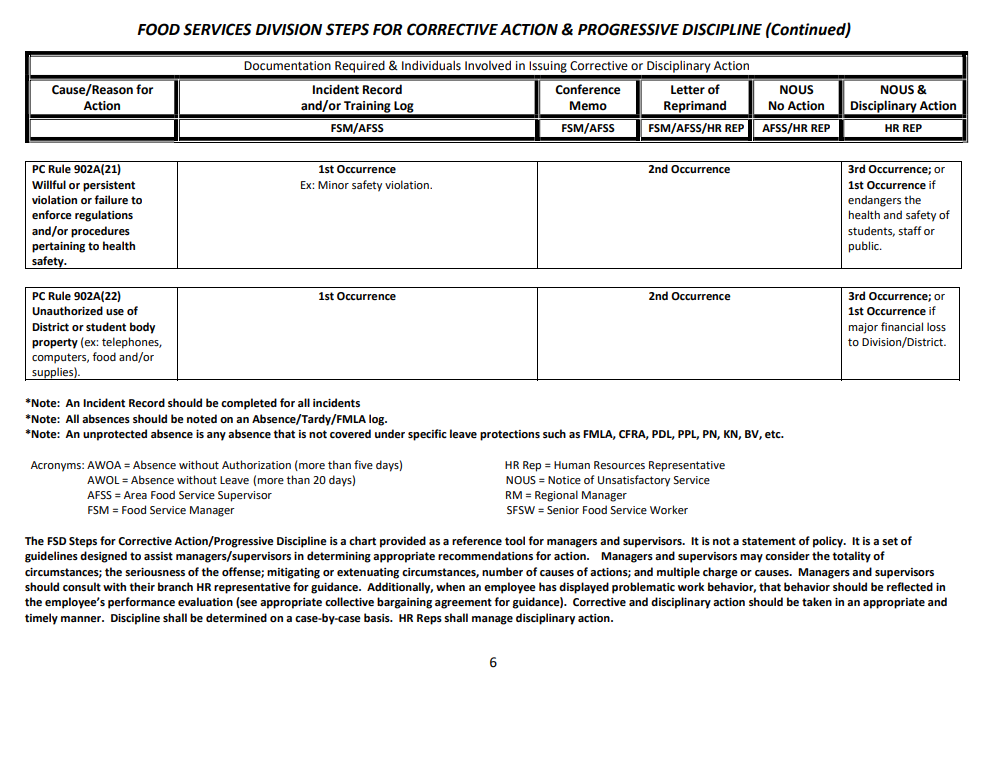 FOOD SERVICES DIVISION STEPS FOR CORRECTIVE ACTION & PROGRESSIVE DISCIPLINE (Continued)
Documentation Required & Individuals Involved in Issuing Corrective or Disciplinary Action
Cause/Reason for
Action
Incident Record
and/or Training Log
Conference
Memo
Letter of
Reprimand
NOUS
No Action
NOUS &
Disciplinary Action
FSM/AFSS
FSM/AFSS
FSM/AFSS/HR REP
AFSS/HR REP
HR REP
PC Rule 902A(21)
Willful or persistent
violation or failure to
enforce regulations
and/or procedures
pertaining to health
safety.
1st Occurrence
Ex: Minor safety violation.
2nd Occurrence
3rd Occurrence; or
1st Occurrence if
endangers the
health and safety of
students, staff or
public.
PC Rule 902A(22)
Unauthorized use of
District or student body
property (ex: telephones,
computers, food and/or
supplies).
1st Occurrence
2nd Occurrence
3rd Occurrence; or
1st Occurrence if
major financial loss
to Division/District.
*Note: An Incident Record should be completed for all incidents
*Note: All absences should be noted on an Absence/Tardy/FMLA log.
*Note: An unprotected absence is any absence that is not covered under specific leave protections such as FMLA, CFRA, PDL, PPL, PN, KN, BV, etc.
Acronyms: AWOA = Absence without Authorization (more than five days)
AWOL = Absence without Leave (more than 20 days)
AFSS = Area Food Service Supervisor
FSM = Food Service Manager
HR Rep = Human Resources Representative
NOUS = Notice of Unsatisfactory Service
RM = Regional Manager
SFSW = Senior Food Service Worker
The FSD Steps for Corrective Action/Progressive Discipline is a chart provided as a reference tool for managers and supervisors. It is not a statement of policy. It is a set of
guidelines designed to assist managers/supervisors in determining appropriate recommendations for action. Managers and supervisors may consider the totality of
circumstances; the seriousness of the offense; mitigating or extenuating circumstances, number of causes of actions; and multiple charge or causes. Managers and supervisors
should consult with their branch HR representative for guidance. Additionally, when an employee has displayed problematic work behavior, that behavior should be reflected in
the employee's performance evaluation (see appropriate collective bargaining agreement for guidance). Corrective and disciplinary action should be taken in an appropriate and
timely manner. Discipline shall be determined on a case-by-case basis. HR Reps shall manage disciplinary action.
6